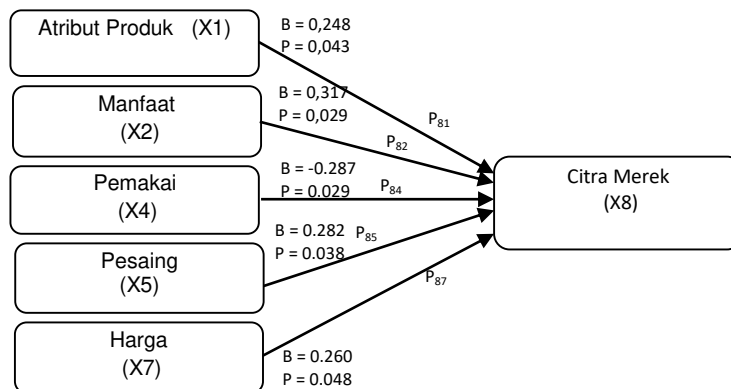 Atribut Produk (X1)
B = 0,248
P = 0,043
Manfaat
(X2)
B = 0,317
P = 0,029
P81
P82
Pemakai
(X4)
B = -0.287
P = 0.029
P84
Citra Merek
(X8)
Pesaing
(X5)
B = 0.282
P = 0.038
P85
P87
Harga
(X7)
B = 0.260
P = 0.048